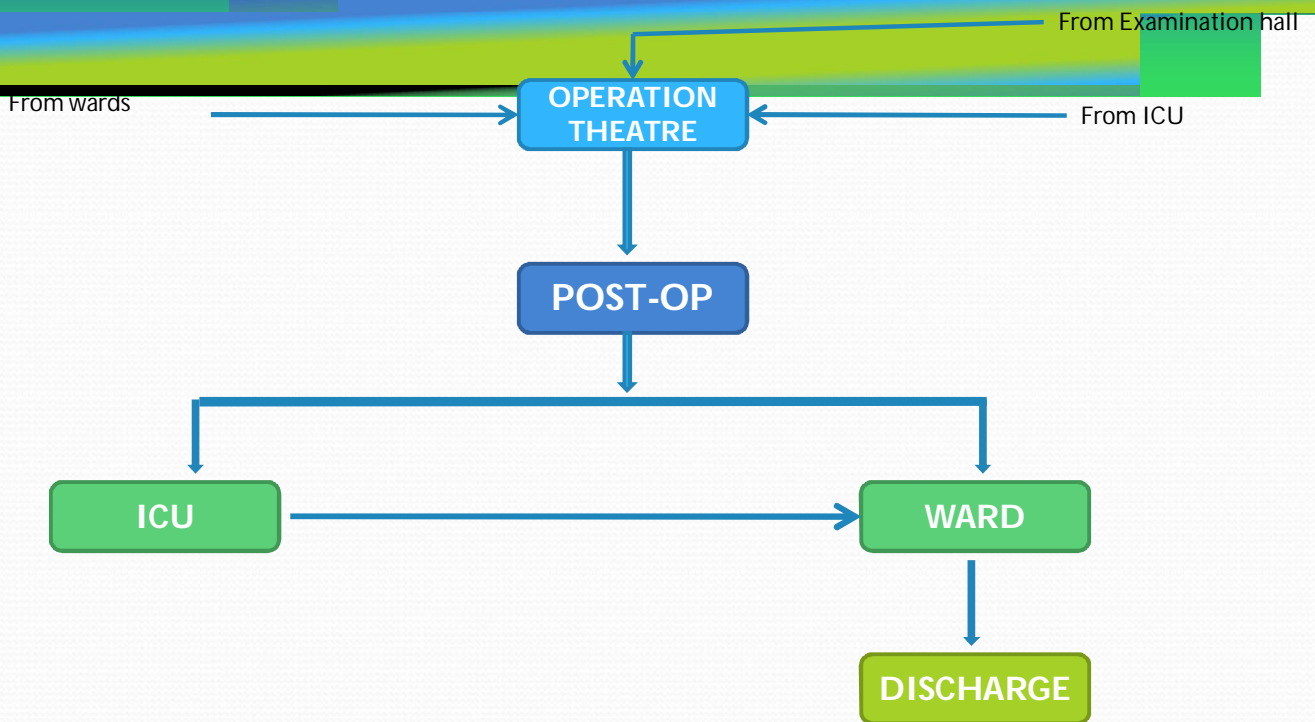 From Examination hall
From wards
OPERATION
THEATRE
From ICU
POST-OP
ICU
WARD
DISCHARGE